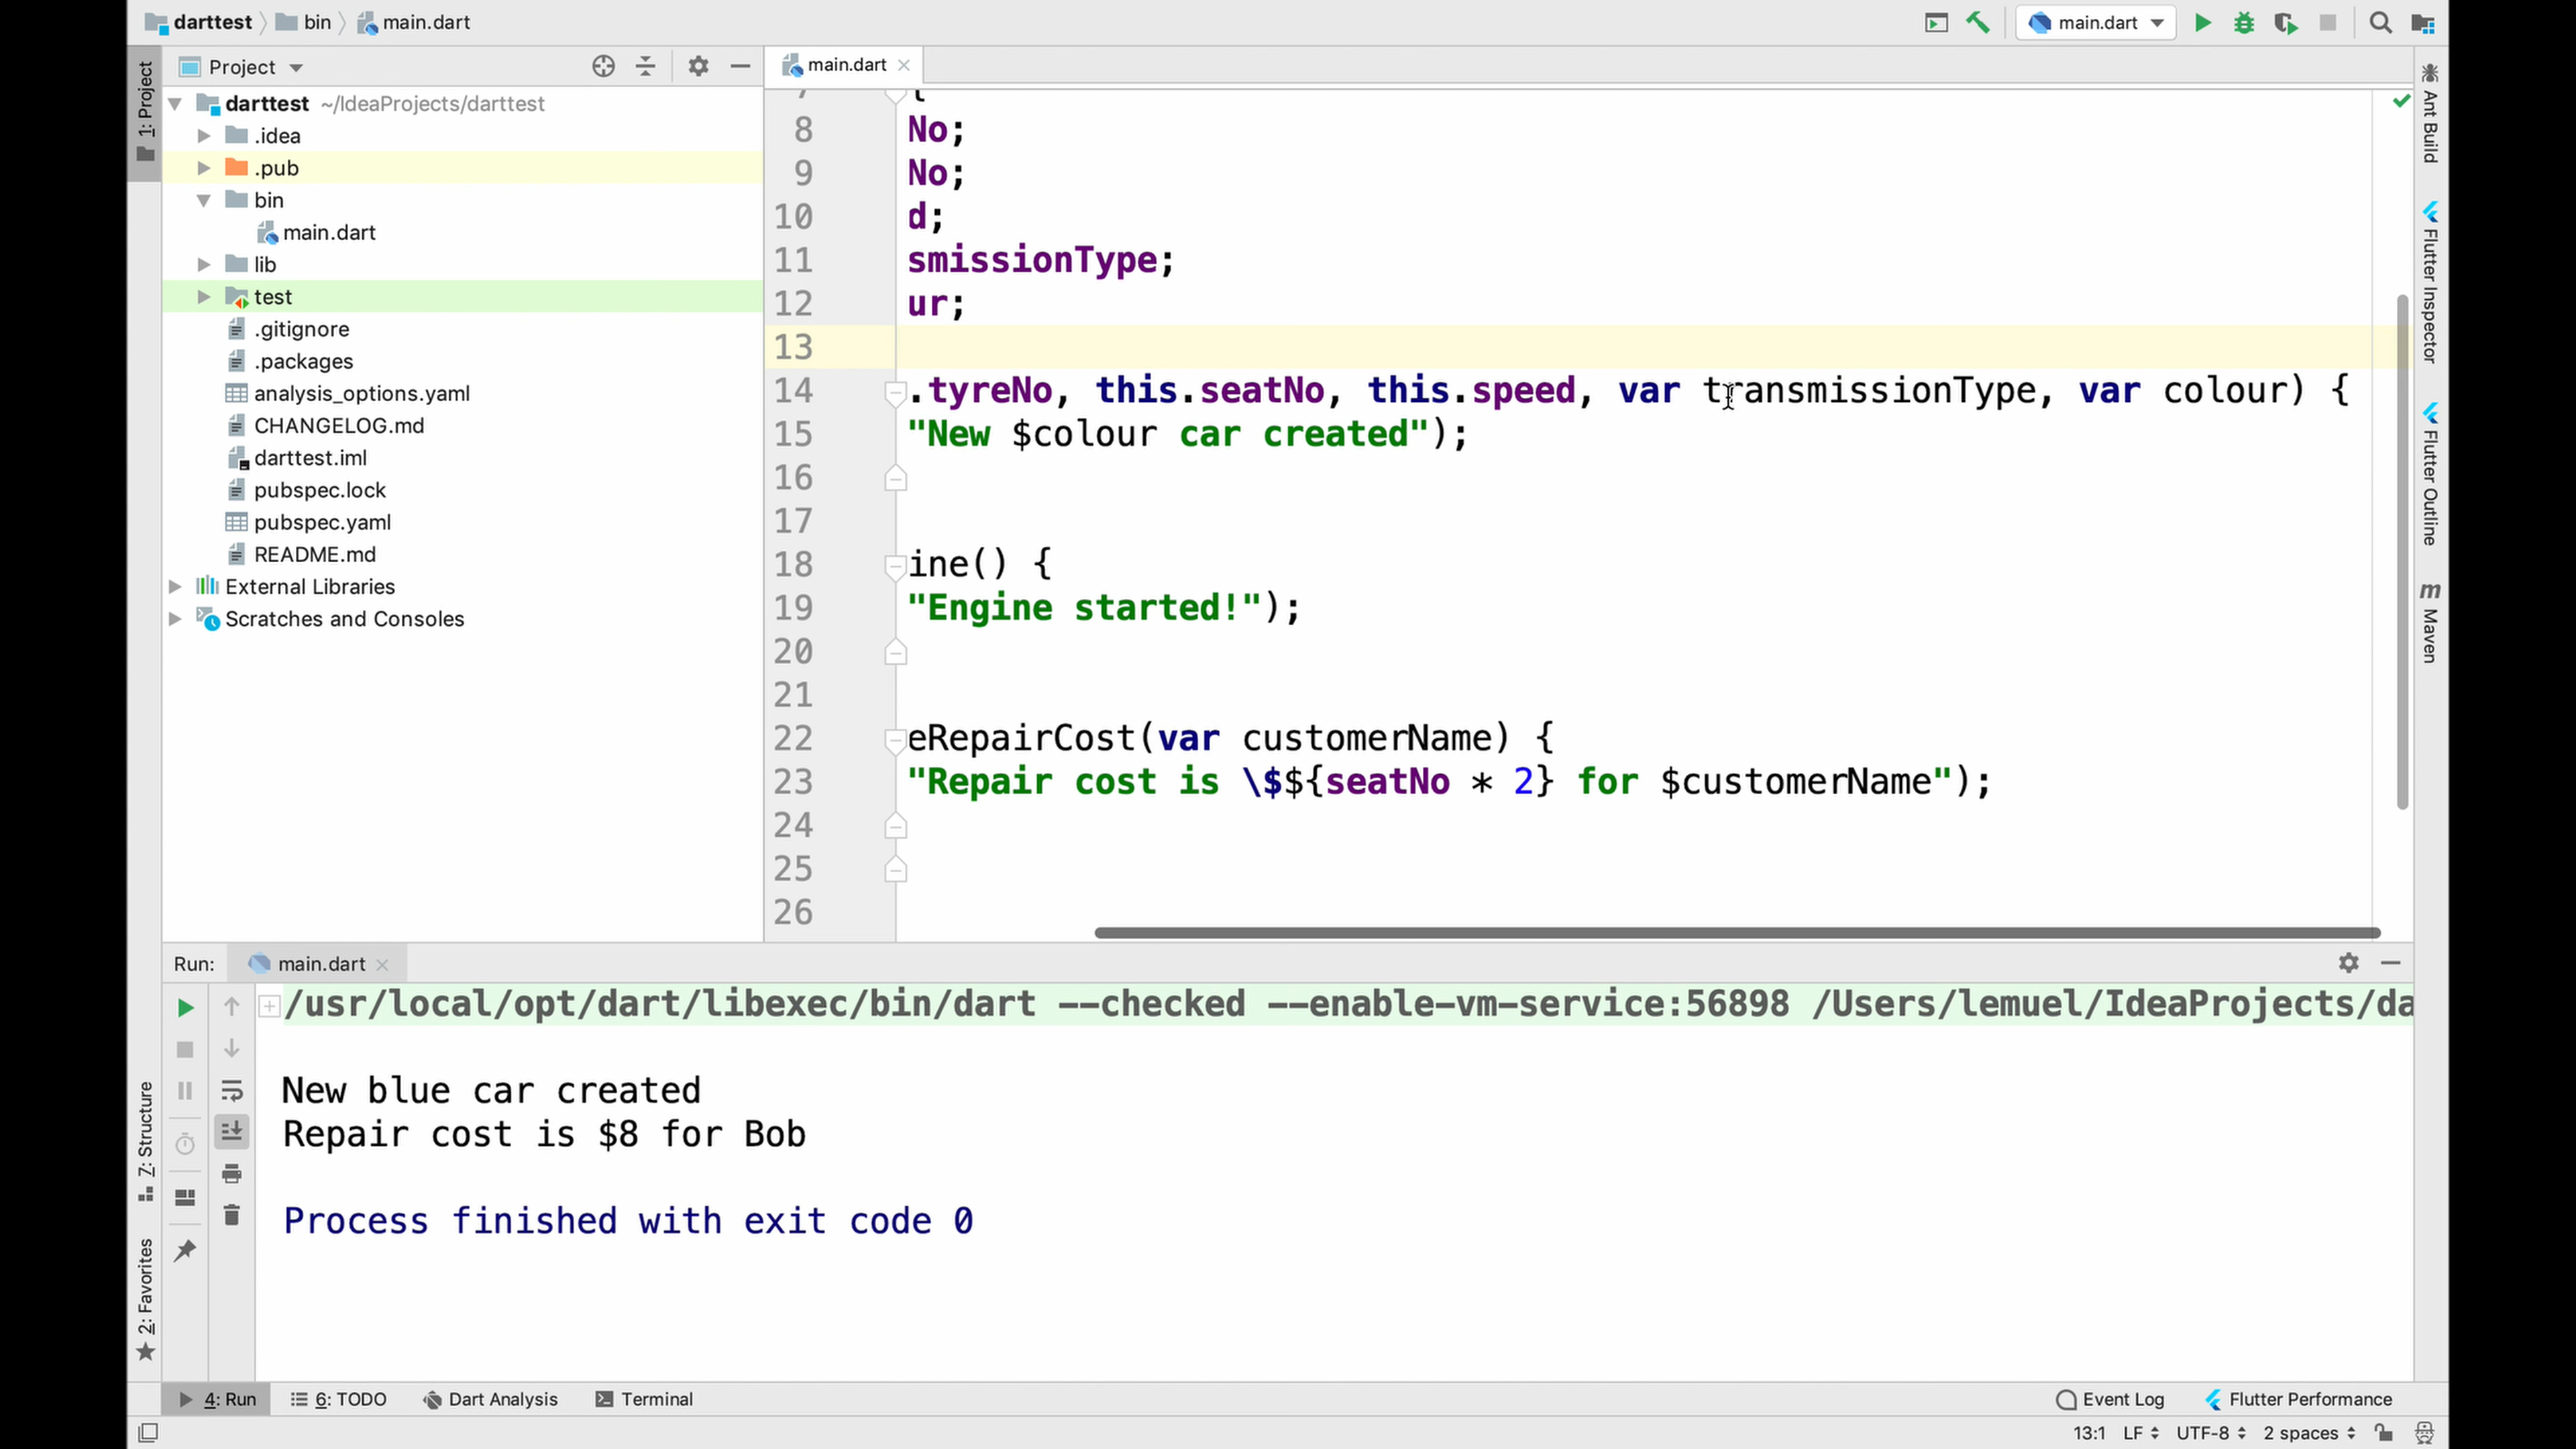 darttest
bin
main.dart
main.dart
1: Project
Project
main.dart
darttest ~/IdeaProjects/darttest
.idea
.pub
bin
main.dart
lib
test
.gitignore
.packages
analysis_options.yaml
CHANGELOG.md
darttest.iml
pubspec.lock
pubspec.yaml
README.md
External Libraries
Scratches and Consoles
8 No;
9 No;
10 d;
11 smissionType;
12 ur;
13
14 .tyreNo, this.seatNo, this.speed, var transmissionType, var colour) {
15 "New $colour car created");
16
17
18 ine() {
19 "Engine started!");
20
21
22 eRepairCost(var customerName) {
23 "Repair cost is \$${seatNo * 2} for $customerName");
24
25
26
Ant Build
Flutter Inspector
Flutter Outline
m Maven
Run: main.dart
/usr/local/opt/dart/libexec/bin/dart --checked --enable-vm-service:56898 /Users/lemuel/IdeaProjects/da
New blue car created
Repair cost is $8 for Bob
Process finished with exit code 0
7: Structure
2: Favorites
4: Run 6: TODO Dart Analysis Terminal
Event Log Flutter Performance
13:1 LF UTF-8 2 spaces